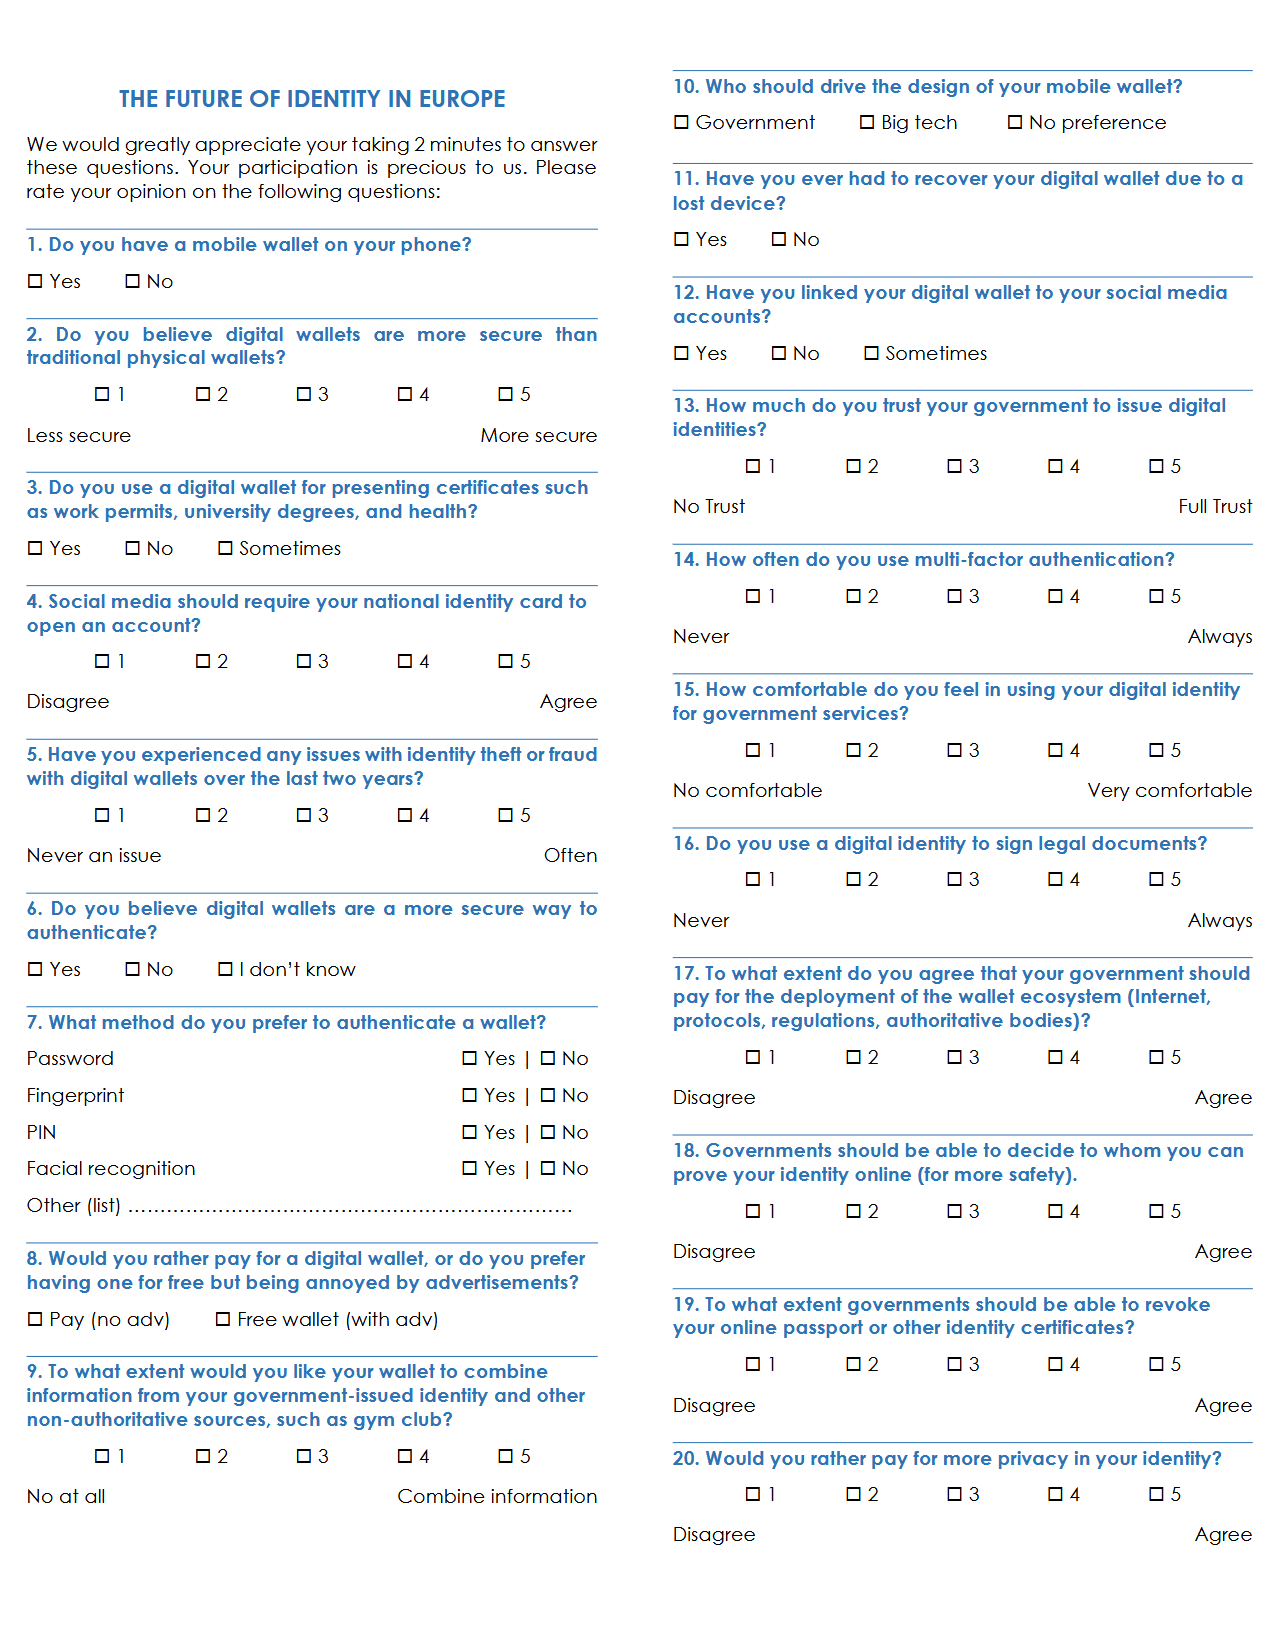 THE FUTURE OF IDENTITY IN EUROPE
We would greatly appreciate your taking 2 minutes to answer
these questions. Your participation is precious to us. Please
rate your opinion on the following questions:
1. Do you have a mobile wallet on your phone?
☐ Yes ☐ No
2. Do you believe digital wallets are more secure than
traditional physical wallets?
☐ 1 ☐ 2 ☐ 3 ☐ 4 ☐ 5
Less secure More secure
3. Do you use a digital wallet for presenting certificates such
as work permits, university degrees, and health?
☐ Yes ☐ No ☐ Sometimes
4. Social media should require your national identity card to
open an account?
☐ 1 ☐ 2 ☐ 3 ☐ 4 ☐ 5
Disagree Agree
5. Have you experienced any issues with identity theft or fraud
with digital wallets over the last two years?
☐ 1 ☐ 2 ☐ 3 ☐ 4 ☐ 5
Never an issue Often
6. Do you believe digital wallets are a more secure way to
authenticate?
☐ Yes ☐ No ☐ I don’t know
7. What method do you prefer to authenticate a wallet?
Password ☐ Yes | ☐ No
Fingerprint ☐ Yes | ☐ No
PIN ☐ Yes | ☐ No
Facial recognition ☐ Yes | ☐ No
Other (list) ……………………………………………………………
8. Would you rather pay for a digital wallet, or do you prefer
having one for free but being annoyed by advertisements?
☐ Pay (no adv) ☐ Free wallet (with adv)
9. To what extent would you like your wallet to combine
information from your government-issued identity and other
non-authoritative sources, such as gym club?
☐ 1 ☐ 2 ☐ 3 ☐ 4 ☐ 5
No at all Combine information
10. Who should drive the design of your mobile wallet?
☐ Government ☐ Big tech ☐ No preference
11. Have you ever had to recover your digital wallet due to a
lost device?
☐ Yes ☐ No
12. Have you linked your digital wallet to your social media
accounts?
☐ Yes ☐ No ☐ Sometimes
13. How much do you trust your government to issue digital
identities?
☐ 1 ☐ 2 ☐ 3 ☐ 4 ☐ 5
No Trust Full Trust
14. How often do you use multi-factor authentication?
☐ 1 ☐ 2 ☐ 3 ☐ 4 ☐ 5
Never Always
15. How comfortable do you feel in using your digital identity
for government services?
☐ 1 ☐ 2 ☐ 3 ☐ 4 ☐ 5
No comfortable Very comfortable
16. Do you use a digital identity to sign legal documents?
☐ 1 ☐ 2 ☐ 3 ☐ 4 ☐ 5
Never Always
17. To what extent do you agree that your government should
pay for the deployment of the wallet ecosystem (Internet,
protocols, regulations, authoritative bodies)?
☐ 1 ☐ 2 ☐ 3 ☐ 4 ☐ 5
Disagree Agree
18. Governments should be able to decide to whom you can
prove your identity online (for more safety).
☐ 1 ☐ 2 ☐ 3 ☐ 4 ☐ 5
Disagree Agree
19. To what extent governments should be able to revoke
your online passport or other identity certificates?
☐ 1 ☐ 2 ☐ 3 ☐ 4 ☐ 5
Disagree Agree
20. Would you rather pay for more privacy in your identity?
☐ 1 ☐ 2 ☐ 3 ☐ 4 ☐ 5
Disagree Agree